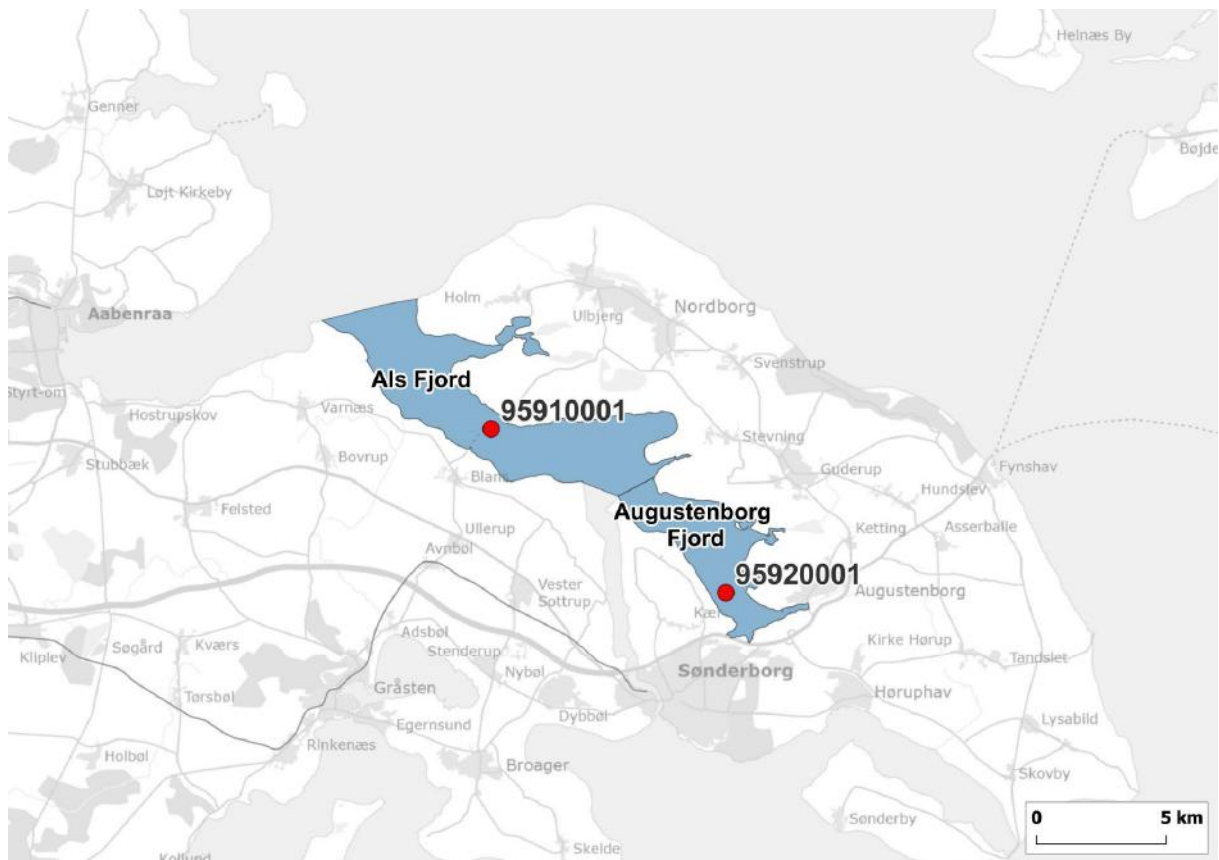 Helnæs By
Genner
Bøjde
Løjt Kirkeby
Holm
Nordborg
Aabenraa
Ulbjerg
Svenstrup
Als Fjord
Styrt-om
Hostrupskov
Varnæs
95910001
Stevning
Stubbæk
Bovrup
Blans
Guderup
Fynshav
Hundslev
Felsted
Augustenborg
Fjord
Ullerup
Ketting
Asserballe
Avnbøl
95920001
Vester
Sottrup
Augustenborg
Kær
Adsbøl
Kliplev
Søgård
Kværs
Stenderup
Kirke Hørup
Tandslet
Nybøl
Sønderborg
Gråsten
Tørsbøl
Høruphav
Dybbøl
Egernsund
Lysabild
Rinkenæs
Holbøl
Broager
Skovby
Sønderby
0 5 km
Skelde
Kollund